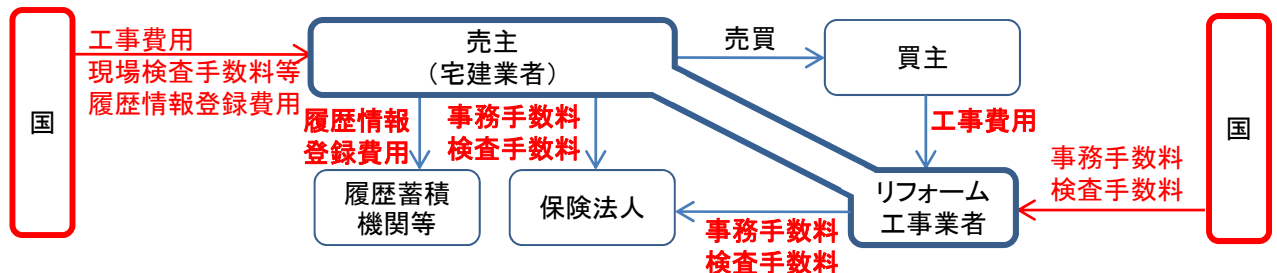 国
工事費用
現場検査手数料等
履歴情報登録費用
売主
（宅建業者）
売買
買主
履歴情報
登録費用
事務手数料
検査手数料
工事費用
履歴蓄積
機関等
保険法人
事務手数料
検査手数料
リフォーム
工事業者
事務手数料
検査手数料
国